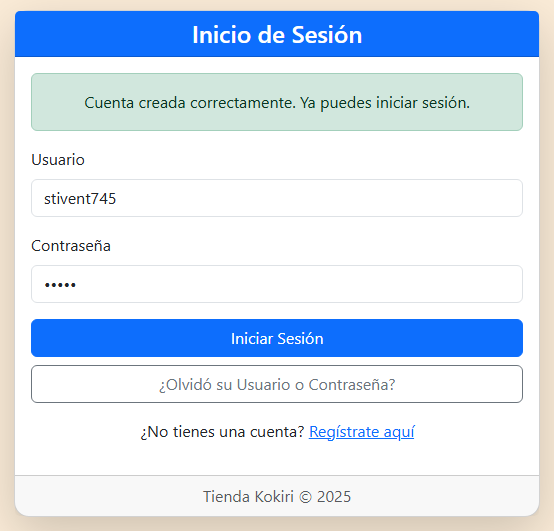 Inicio de Sesión
Cuenta creada correctamente. Ya puedes iniciar sesión.
Usuario
stivent745
Contraseña
•••••
Iniciar Sesión
¿Olvidó su Usuario o Contraseña?
¿No tienes una cuenta? Regístrate aquí
Tienda Kokiri © 2025